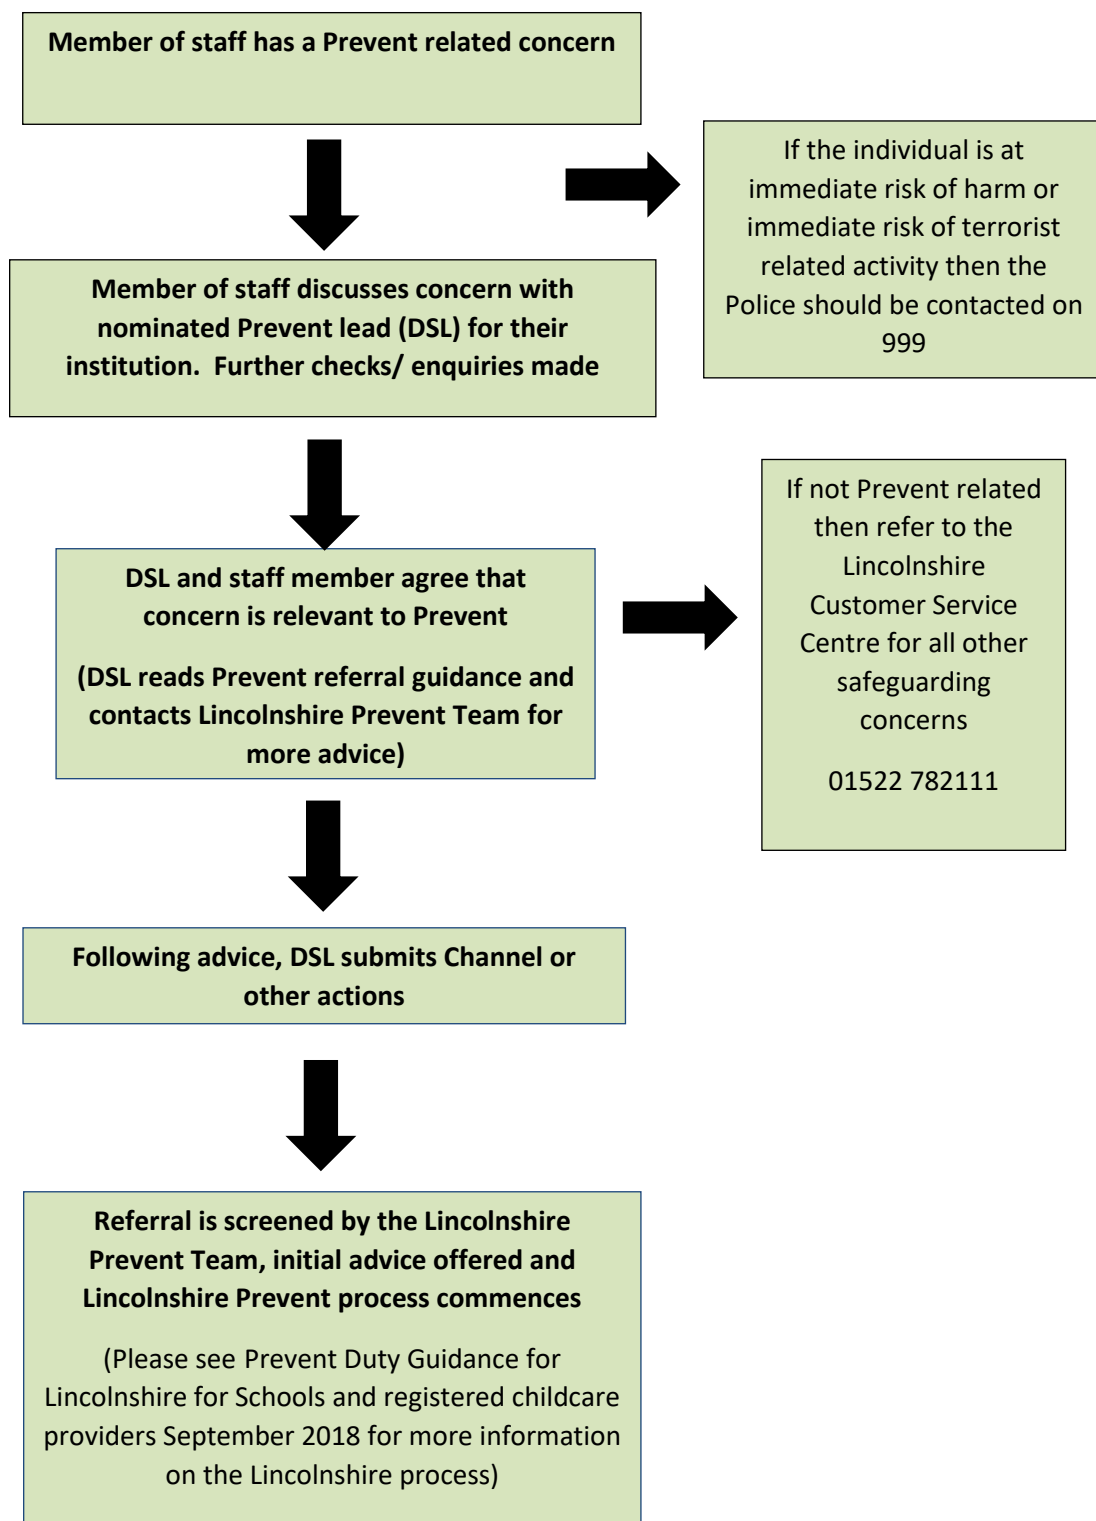 Member of staff has a Prevent related concern
If the individual is at
immediate risk of harm or
immediate risk of terrorist
related activity then the
Police should be contacted on
999
Member of staff discusses concern with
nominated Prevent lead (DSL) for their
institution.  Further checks/ enquiries made
DSL and staff member agree that
concern is relevant to Prevent
(DSL reads Prevent referral guidance and
contacts Lincolnshire Prevent Team for
more advice)
If not Prevent related
then refer to the
Lincolnshire
Customer Service
Centre for all other
safeguarding
concerns
01522 782111
Following advice, DSL submits Channel or
other actions
Referral is screened by the Lincolnshire
Prevent Team, initial advice offered and
Lincolnshire Prevent process commences
(Please see Prevent Duty Guidance for
Lincolnshire for Schools and registered childcare
providers September 2018 for more information
on the Lincolnshire process)